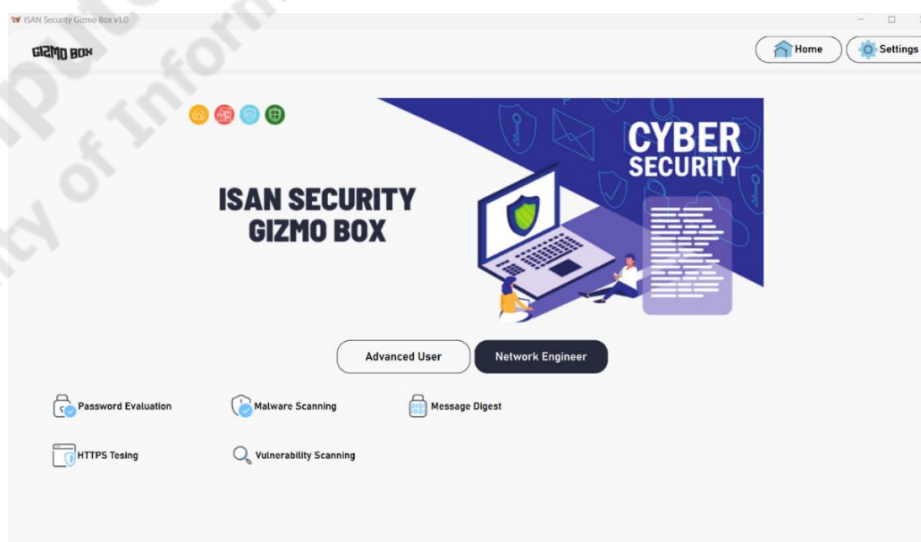 ISAN Security Gizmo Box v1.0
GIZMO BOX
Home
Settings
CYBER
SECURITY
ISAN SECURITY
GIZMO BOX
Advanced User
Network Engineer
Password Evaluation
Malware Scanning
Message Digest
HTTPS Tesing
Vulnerability Scanning